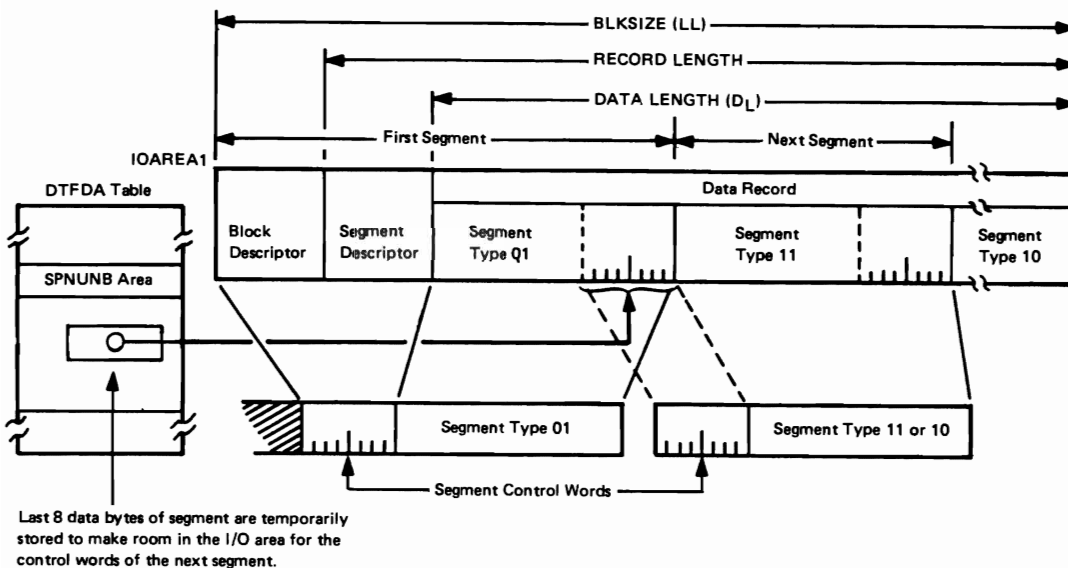 BLKSIZE (LL)
RECORD LENGTH
DATA LENGTH (DL)
First Segment
Next Segment
IOAREA1
DTFDA Table
Data Record
Block
Descriptor
Segment
Descriptor
Segment
Type 01
Segment
Type 11
Segment
Type 10
SPNUNB Area
Segment Type 01
Segment Type 11 or 10
Segment Control Words
Last 8 data bytes of segment are temporarily
stored to make room in the I/O area for the
control words of the next segment.